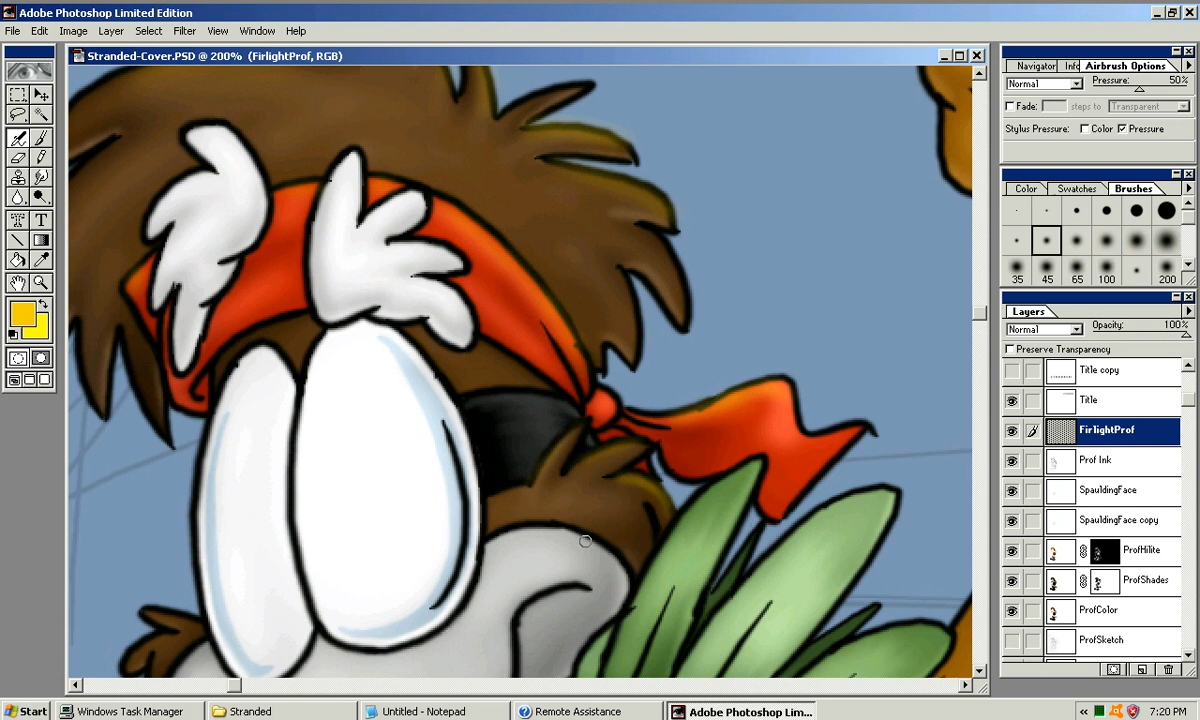 Adobe Photoshop Limited Edition
File Edit Image Layer Select Filter View Window Help
Stranded-Cover.PSD @ 200% (FirlightProf, RGB)
Navigator Info Airbrush Options
Normal Pressure: 50%
Fade: steps to Transparent
Stylus Pressure: Color Pressure
Color Swatches Brushes
35 45 65 100 200
Layers
Normal Opacity: 100%
Preserve Transparency
Title copy
Title
FirlightProf
Prof Ink
SpauldingFace
SpauldingFace copy
ProfHilite
ProfShades
ProfColor
ProfSketch
Start Windows Task Manager Stranded Untitled - Notepad Remote Assistance Adobe Photoshop Lim... 7:20 PM